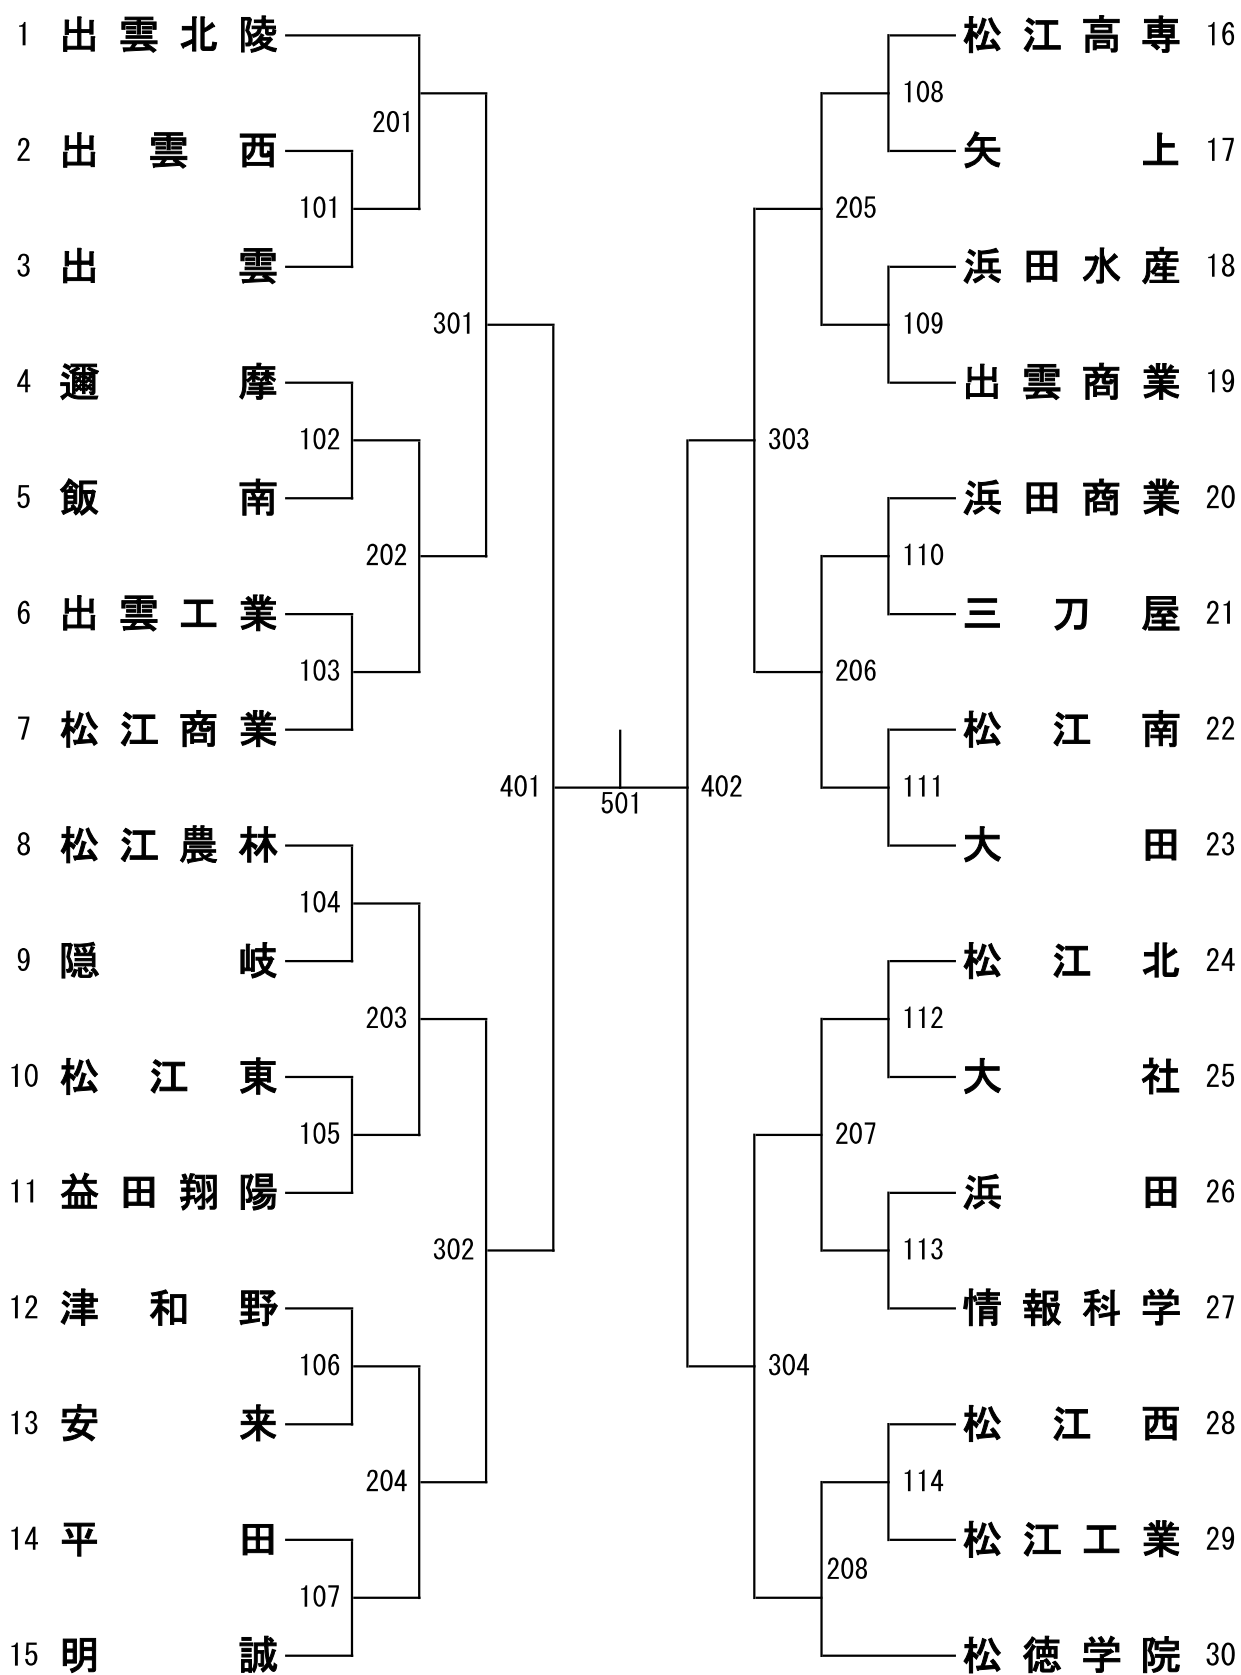 1 出雲北陵
2 出雲西
3 出雲
4 邇摩
5 飯南
6 出雲工業
7 松江商業
8 松江農林
9 隠岐
10 松江東
11 益田翔陽
12 津和野
13 安来
14 平田
15 明誠
101
102
103
104
105
106
107
201
202
203
204
301
302
401
501
402
303
304
205
206
207
208
108
109
110
111
112
113
114
松江高専 16
矢上 17
浜田水産 18
出雲商業 19
浜田商業 20
三刀屋 21
松江南 22
大田 23
松江北 24
大社 25
浜田 26
情報科学 27
松江西 28
松江工業 29
松徳学院 30